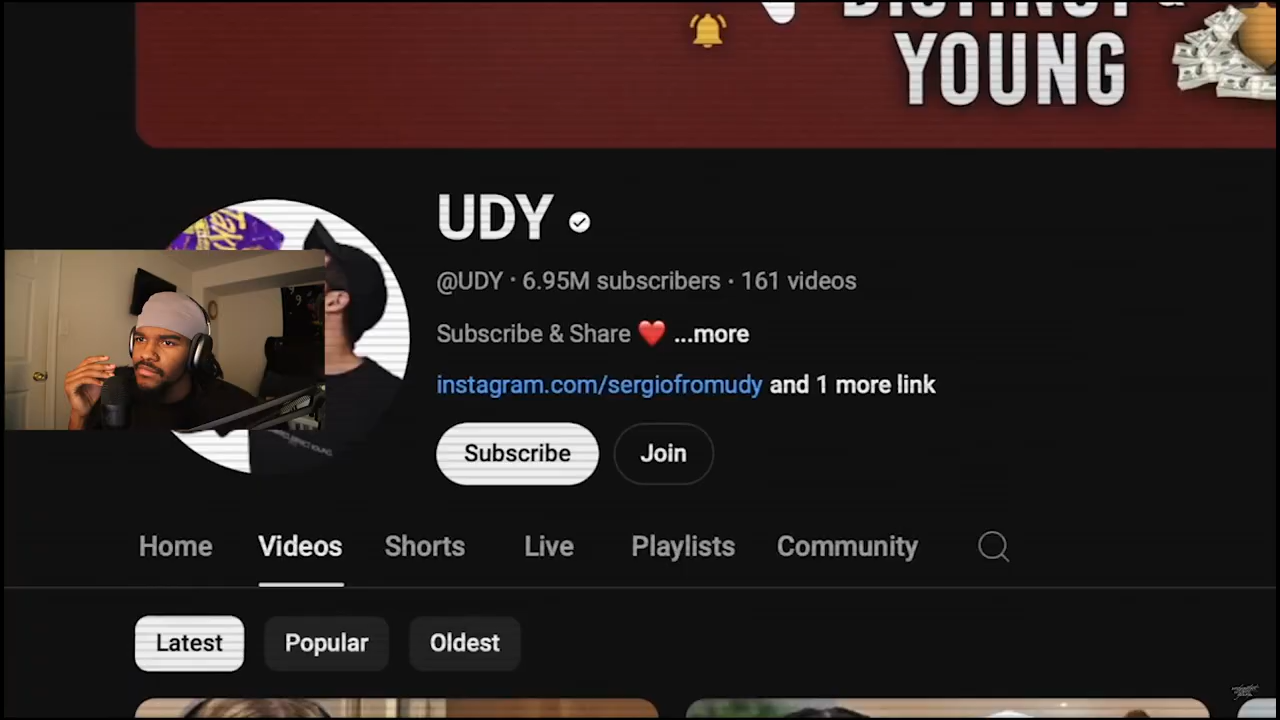 YOUNG
UDY
@UDY · 6.95M subscribers · 161 videos
Subscribe & Share ❤️ ...more
instagram.com/sergiofromudy and 1 more link
Subscribe
Join
Home
Videos
Shorts
Live
Playlists
Community
Latest
Popular
Oldest